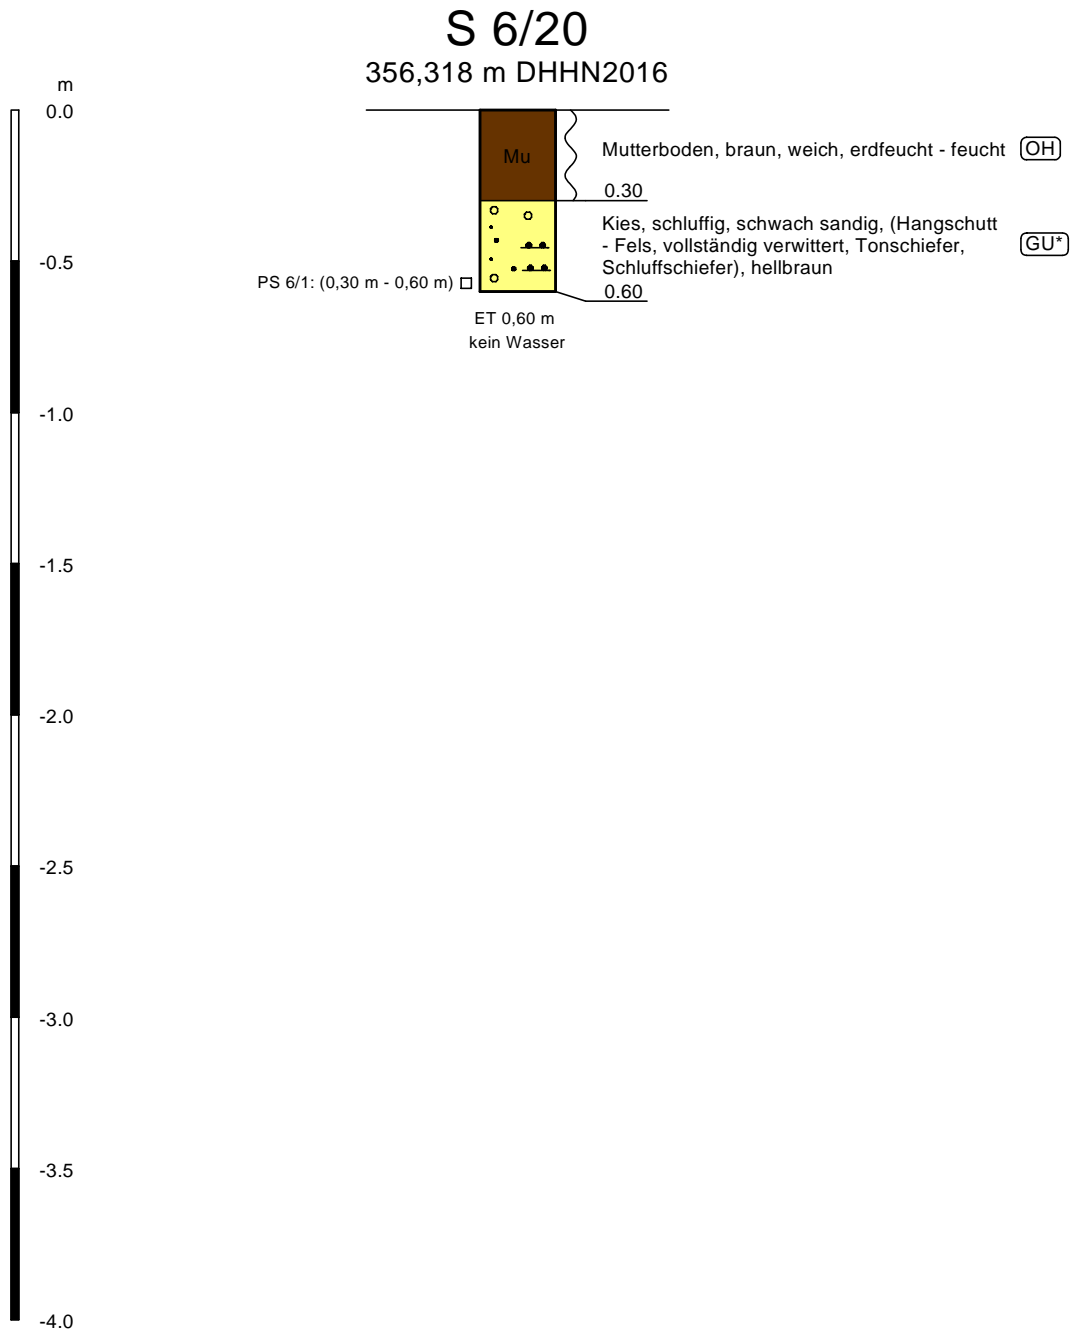 S 6/20
356,318 m DHHN2016
m
0.0
Mu
Mutterboden, braun, weich, erdfeucht - feucht
OH
0.30
Kies, schluffig, schwach sandig, (Hangschutt
- Fels, vollständig verwittert, Tonschiefer,
Schluffschiefer), hellbraun
GU*
-0.5
PS 6/1: (0,30 m - 0,60 m)
0.60
ET 0,60 m
kein Wasser
-1.0
-1.5
-2.0
-2.5
-3.0
-3.5
-4.0